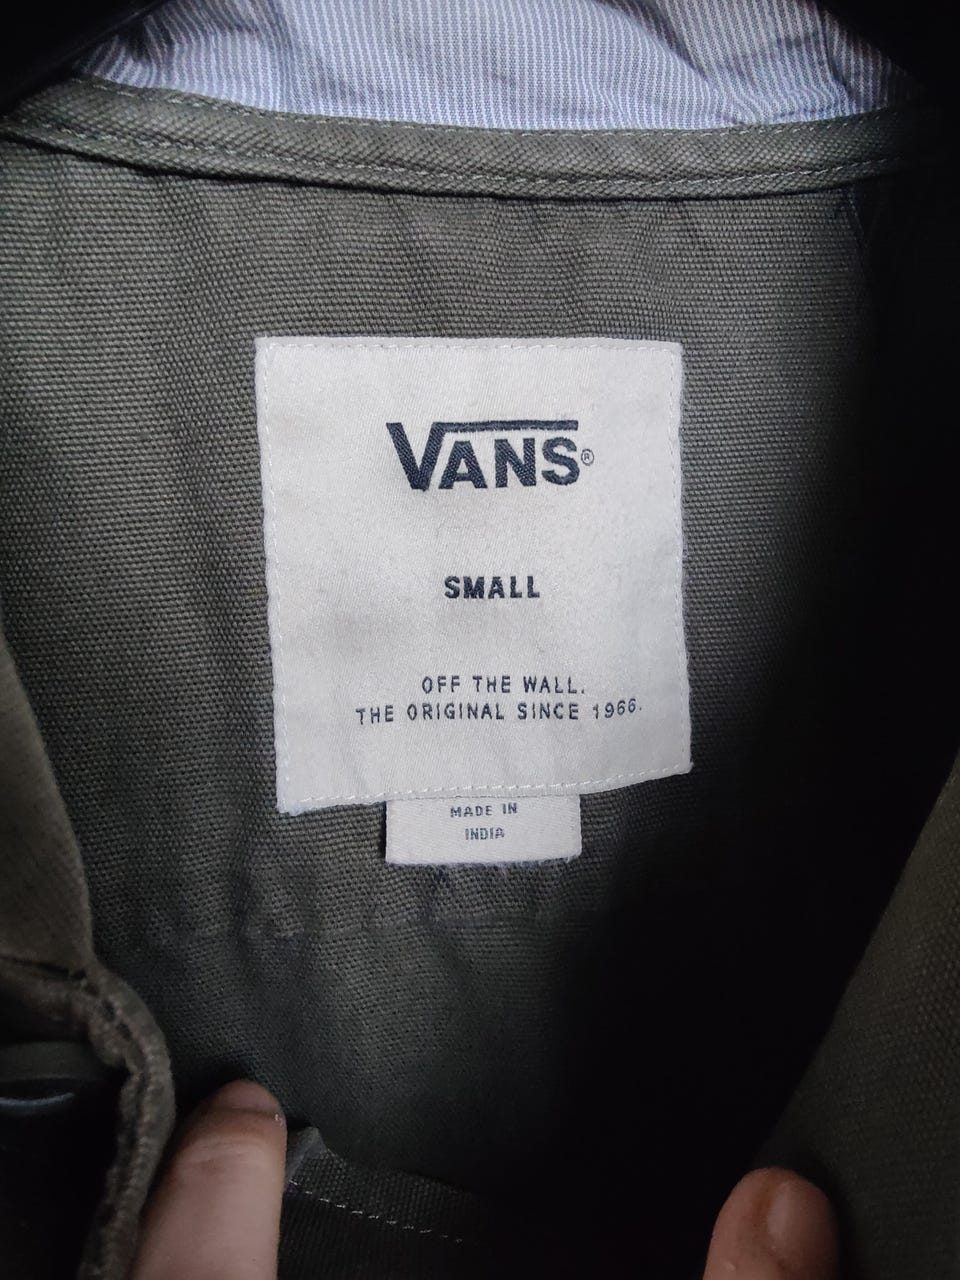 VANS®
SMALL
OFF THE WALL.
THE ORIGINAL SINCE 1966.
MADE IN
INDIA